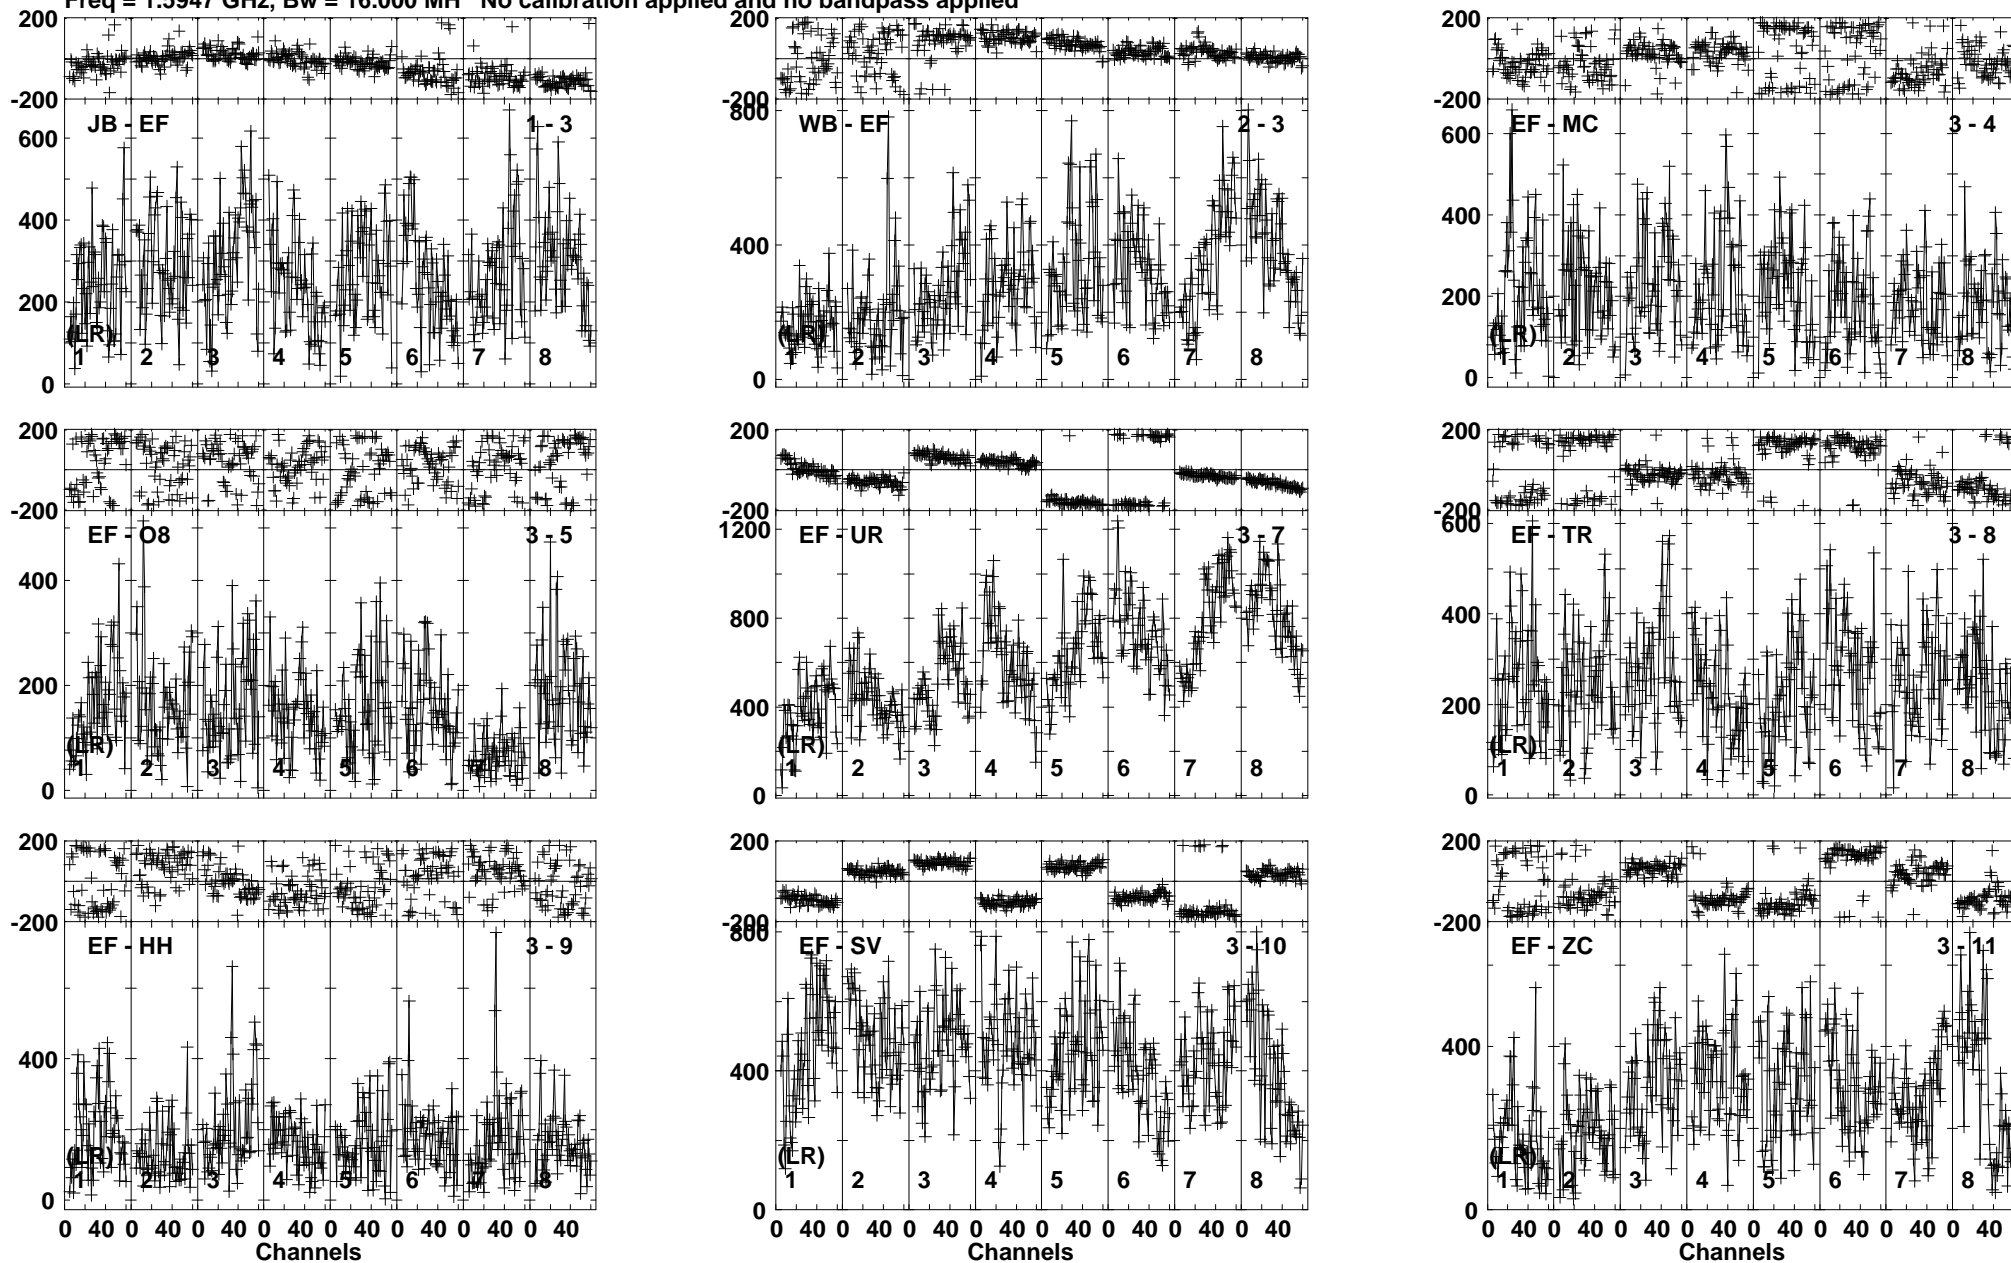 Freq = 1.5947 GHz, Bw = 16.000 MH No calibration applied and no bandpass applied
200
-200
JB - EF 1 - 3
600
400
200
0
(LR)
1 2 3 4 5 6 7 8
200
-200
WB - EF 2 - 3
800
400
0
(LR)
1 2 3 4 5 6 7 8
200
-200
EF - MC 3 - 4
600
400
200
0
(LR)
1 2 3 4 5 6 7 8
200
-200
EF - O8 3 - 5
400
200
0
(LR)
1 2 3 4 5 6 7 8
200
-200
EF - UR 3 - 7
1200
800
400
0
(LR)
1 2 3 4 5 6 7 8
200
-200
EF - TR 3 - 8
600
400
200
0
(LR)
1 2 3 4 5 6 7 8
200
-200
EF - HH 3 - 9
400
0
(LR)
1 2 3 4 5 6 7 8
0 40 0 40 0 40 0 40 0 40 0 40 0 40 0 40
Channels
200
-200
EF - SV 3 - 10
800
400
0
(LR)
1 2 3 4 5 6 7 8
0 40 0 40 0 40 0 40 0 40 0 40 0 40 0 40
200
-200
EF - ZC 3 - 11
400
0
(LR)
1 2 3 4 5 6 7 8
0 40 0 40 0 40 0 40 0 40 0 40 0 40 0 40
Channels